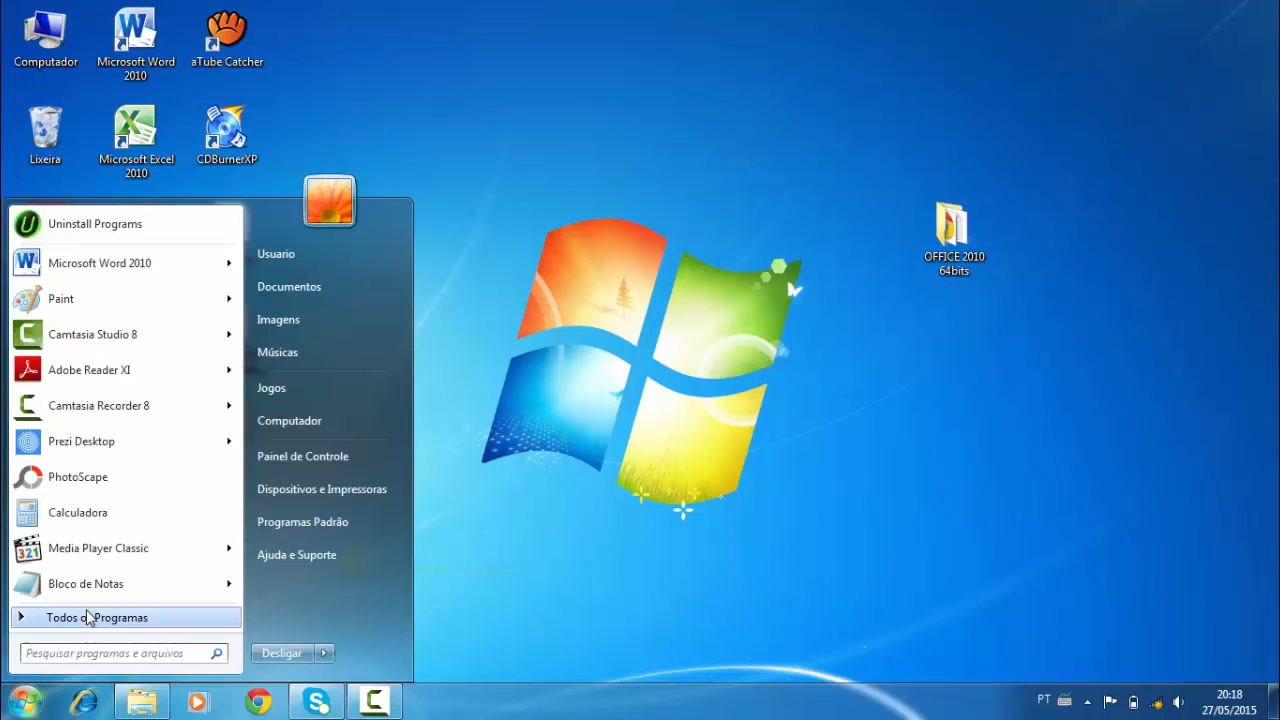 Computador
Microsoft Word
2010
aTube Catcher
Lixeira
Microsoft Excel
2010
CDBurnerXP
OFFICE 2010
64bits
Uninstall Programs
Microsoft Word 2010
Paint
Camtasia Studio 8
Adobe Reader XI
Camtasia Recorder 8
Prezi Desktop
PhotoScape
Calculadora
Media Player Classic
321
Bloco de Notas
Todos o Programas
Pesquisar programas e arquivos
Usuario
Documentos
Imagens
Músicas
Jogos
Computador
Painel de Controle
Dispositivos e Impressoras
Programas Padrão
Ajuda e Suporte
Desligar
PT
20:18
27/05/2015